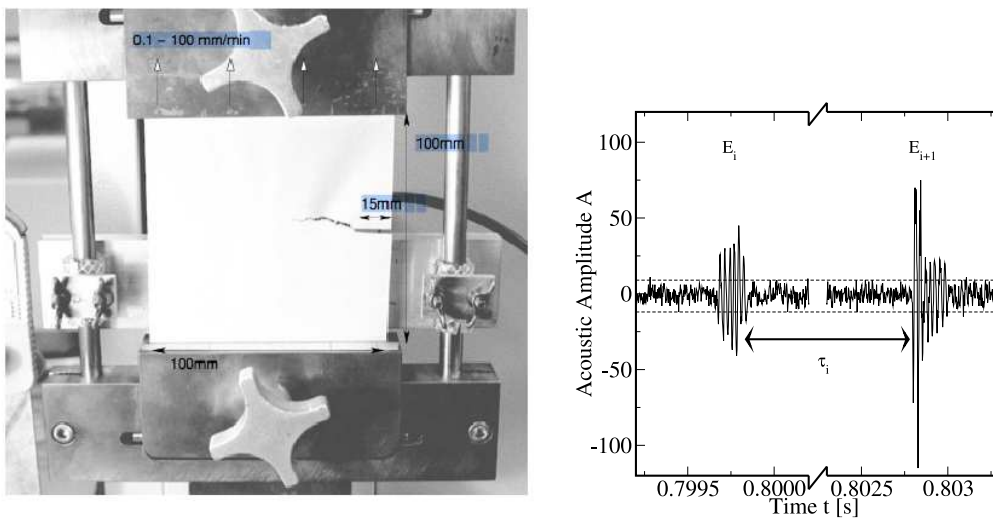 0.1 – 100 mm/min
100mm
15mm
100mm
E_i
E_{i+1}
100
50
0
-50
-100
Acoustic Amplitude A
τ_i
0.7995
0.8000
0.8025
0.803
Time t [s]